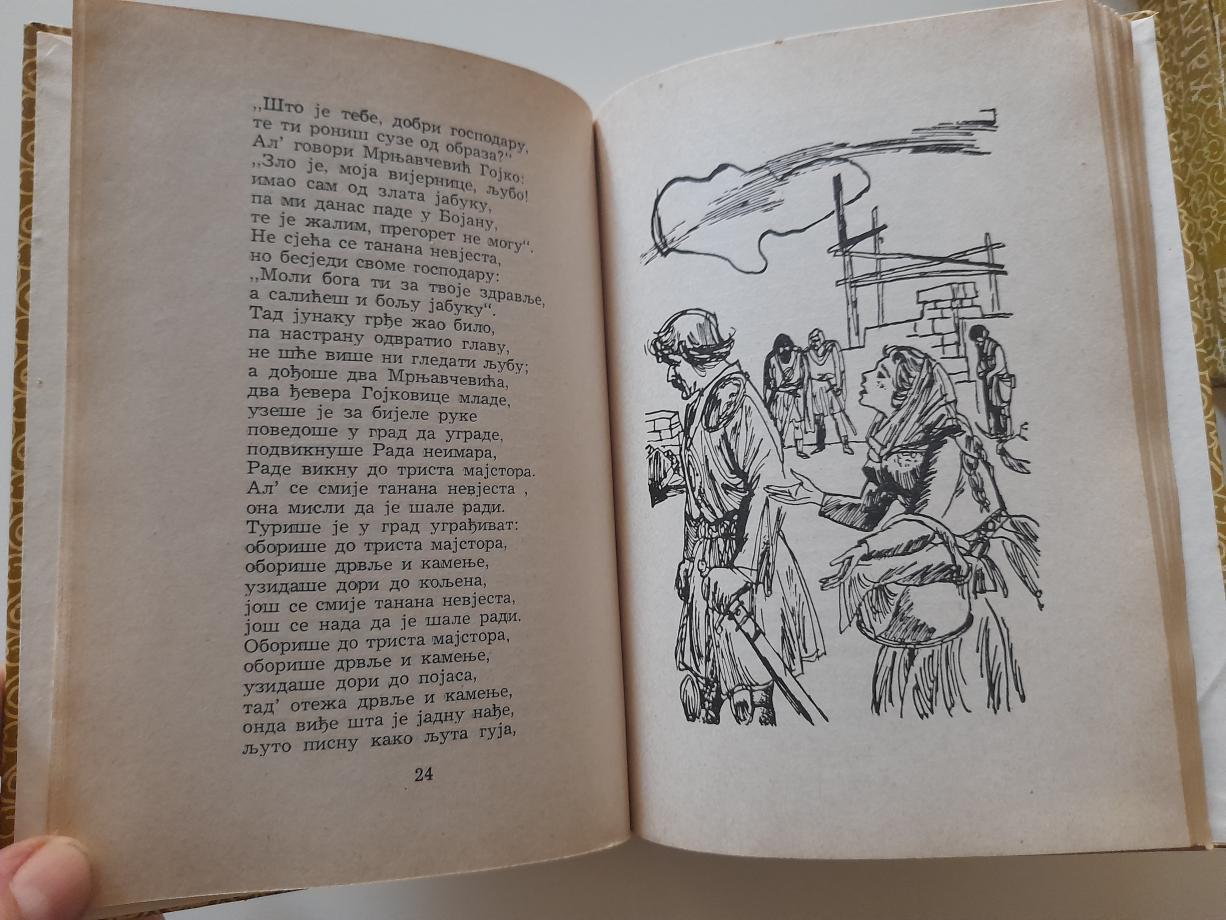 „Што је тебе, добри господару,
те ти рониш сузе од образа?“
Ал’ говори Мрњавчевић Гојко:
„Зло је, моја вијернице, љубо!
имао сам од злата јабуку,
па ми данас паде у Бојану,
те је жалим, прегорет не могу“.
Не сјећа се танана невјеста,
но бесједи своме господару:
„Моли бога ти за твоје здравље,
а салићеш и бољу јабуку“.
Тад јунаку грђе жао било,
па настрану одвратио главу,
не шће више ни гледати љубу;
а дођоше два Мрњавчевића,
два ђевера Гојковице младе,
узеше је за бијеле руке
поведоше у град да уграде,
подвикнуше Рада неимара,
Раде викну до триста мајстора.
Ал’ се смије танана невјеста ,
она мисли да је шале ради.
Турише је у град уграђиват:
оборише до триста мајстора,
оборише дрвље и камење,
узидаше дори до кољена,
још се смије танана невјеста,
још се нада да је шале ради.
Оборише до триста мајстора,
оборише дрвље и камење,
узидаше дори до појаса,
тад’ отежа дрвље и камење,
онда виђе шта је јадну нађе,
љуто писну како љута гуја,
24